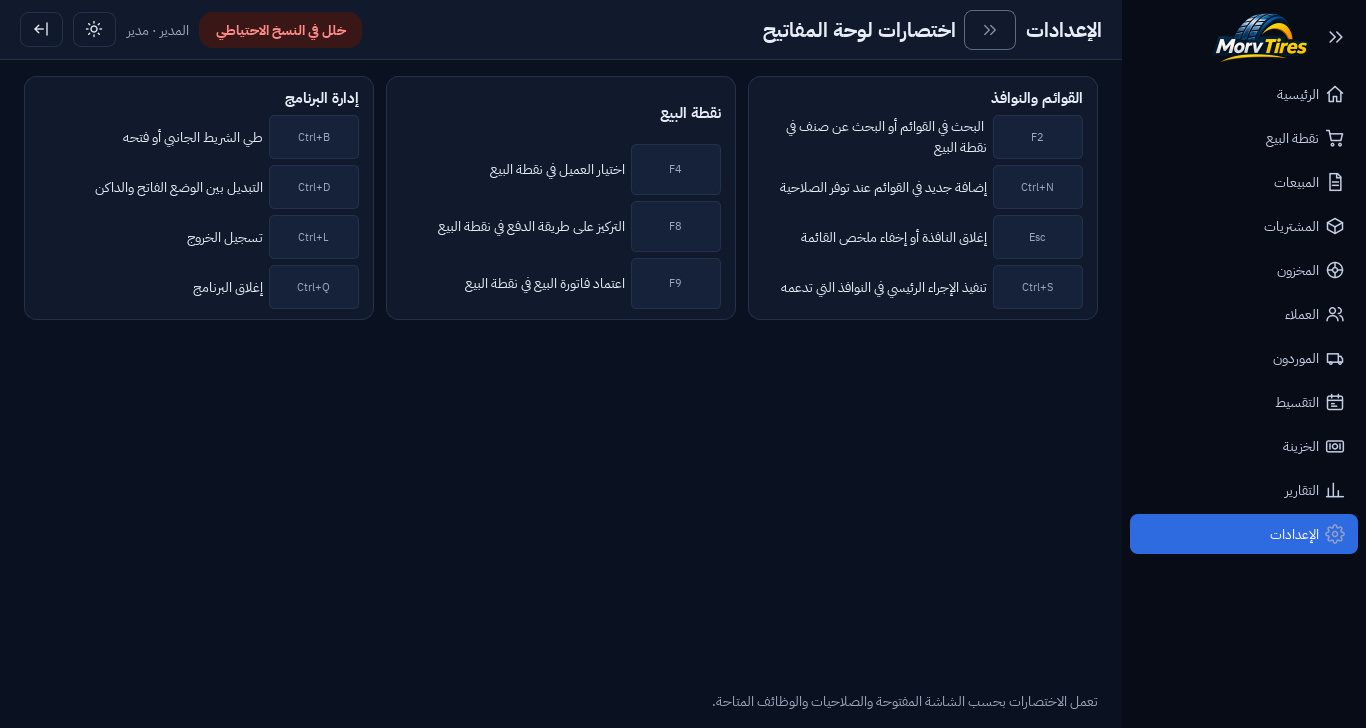 MorvTires
الرئيسية
نقطة البيع
المبيعات
المشتريات
المخزون
العملاء
الموردون
التقسيط
الخزينة
التقارير
الإعدادات
الإعدادات
اختصارات لوحة المفاتيح
خلل في النسخ الاحتياطي
المدير · مدير
القوائم والنوافذ
F2 البحث في القوائم أو البحث عن صنف في
نقطة البيع
Ctrl+N إضافة جديد في القوائم عند توفر الصلاحية
Esc إغلاق النافذة أو إخفاء ملخص القائمة
Ctrl+S تنفيذ الإجراء الرئيسي في النوافذ التي تدعمه
نقطة البيع
F4 اختيار العميل في نقطة البيع
F8 التركيز على طريقة الدفع في نقطة البيع
F9 اعتماد فاتورة البيع في نقطة البيع
إدارة البرنامج
Ctrl+B طي الشريط الجانبي أو فتحه
Ctrl+D التبديل بين الوضع الفاتح والداكن
Ctrl+L تسجيل الخروج
Ctrl+Q إغلاق البرنامج
تعمل الاختصارات بحسب الشاشة المفتوحة والصلاحيات والوظائف المتاحة.